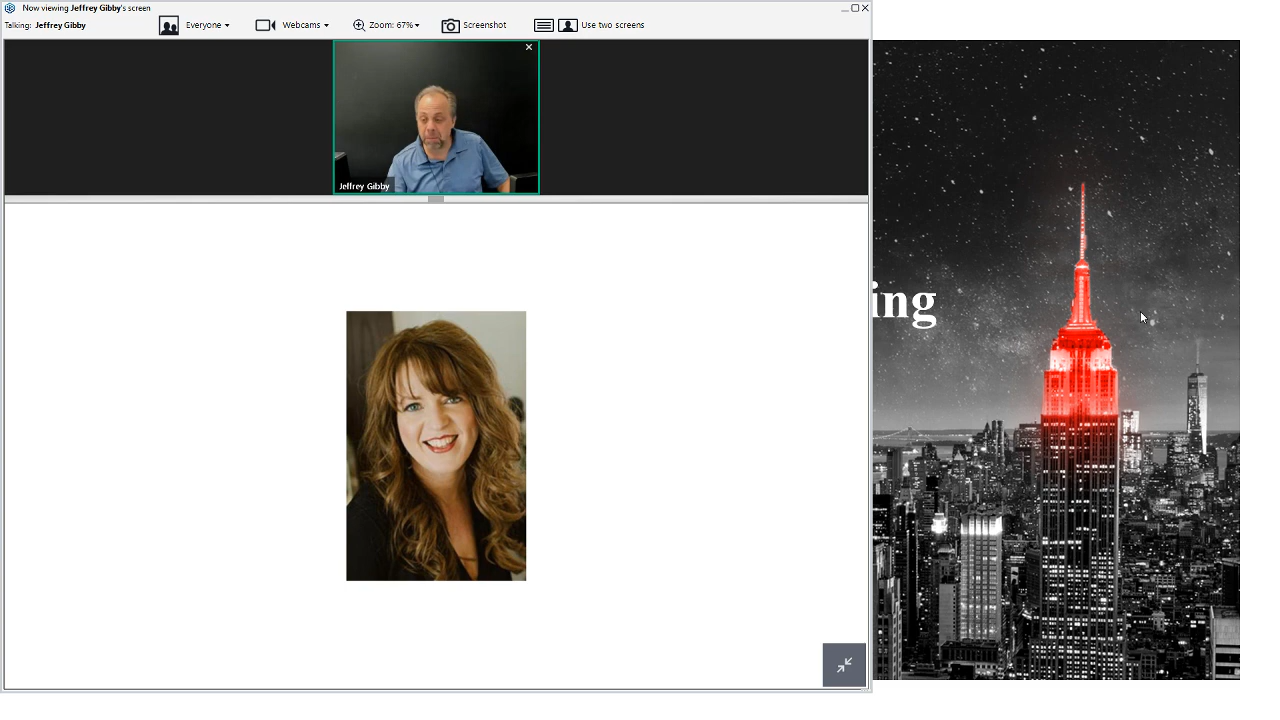 Now viewing Jeffrey Gibby's screen
Talking: Jeffrey Gibby
Everyone
Webcams
Zoom: 67%
Screenshot
Use two screens
Jeffrey Gibby
ing